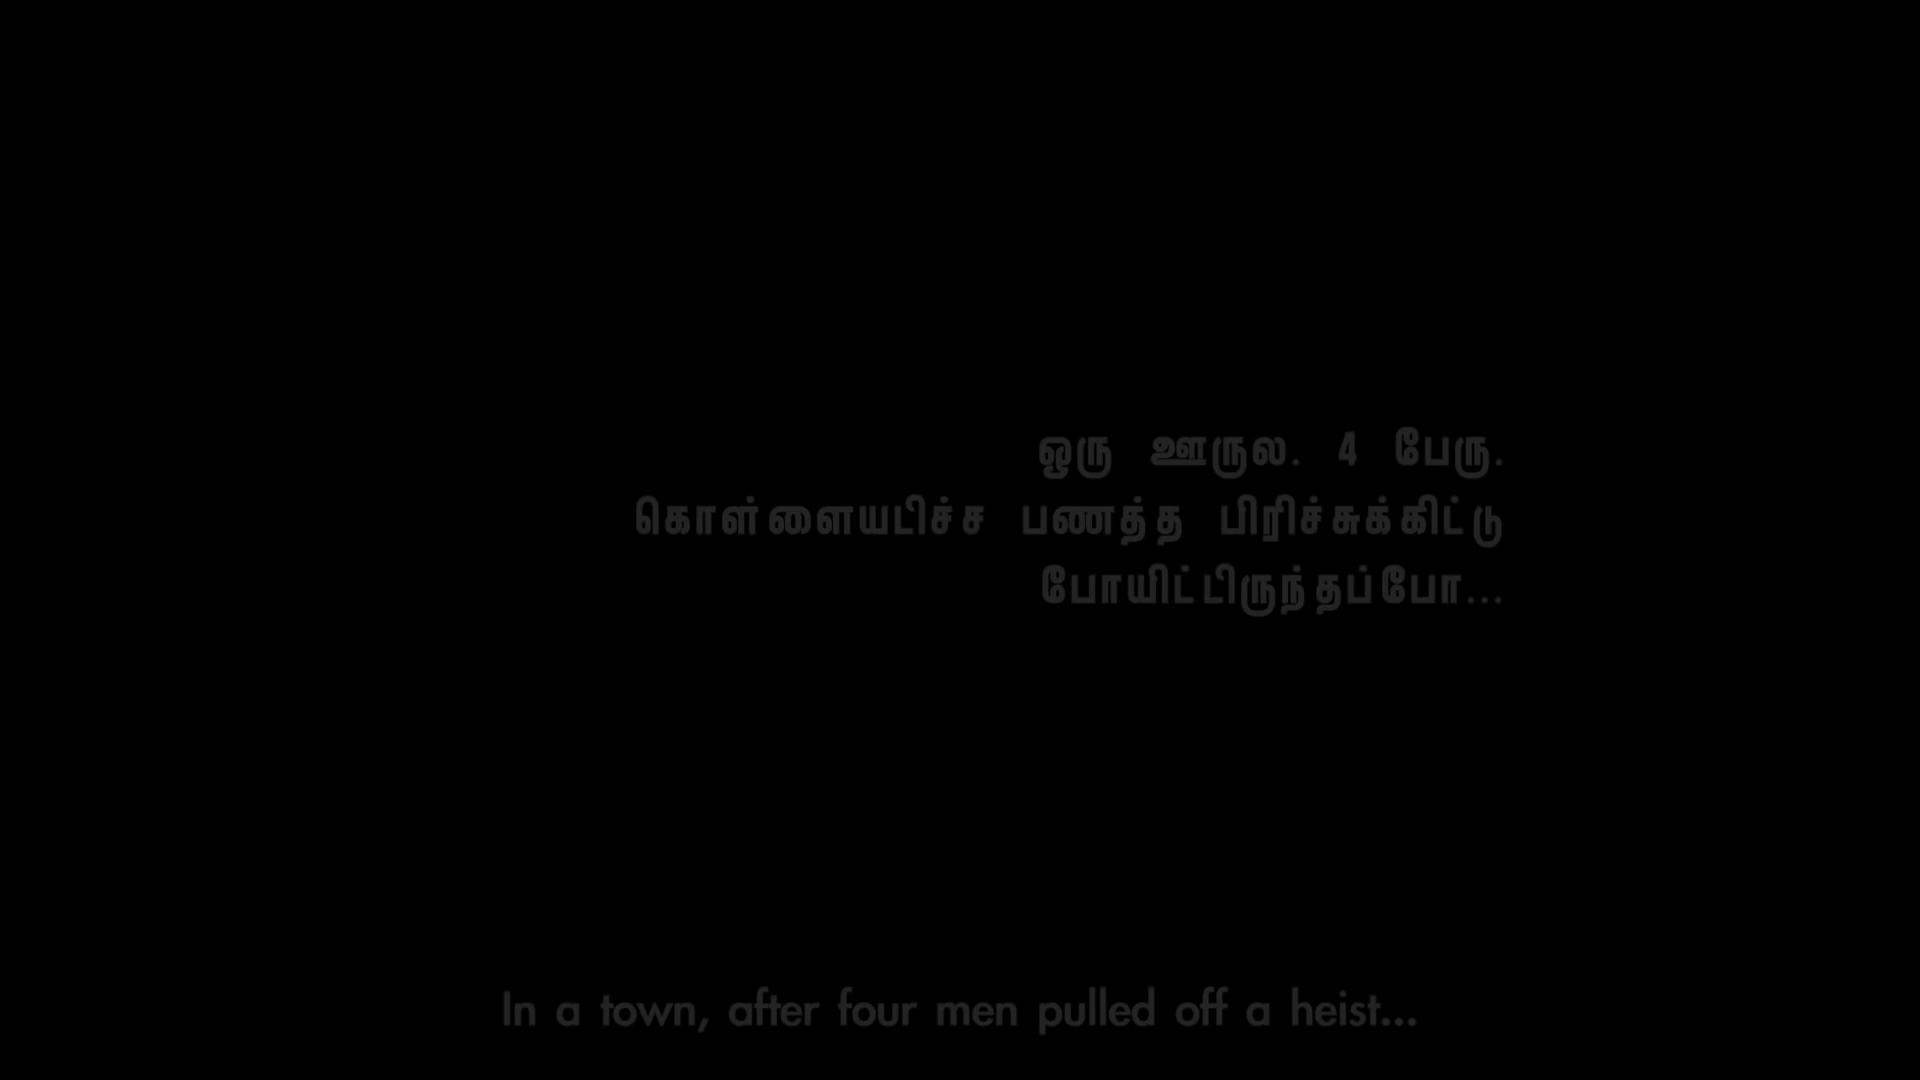 ஒரு ஊருல. 4 பேரு.
கொள்ளையடிச்ச பணத்த பிரிச்சுக்கிட்டு
போயிட்டிருந்தப்போ...
In a town, after four men pulled off a heist...